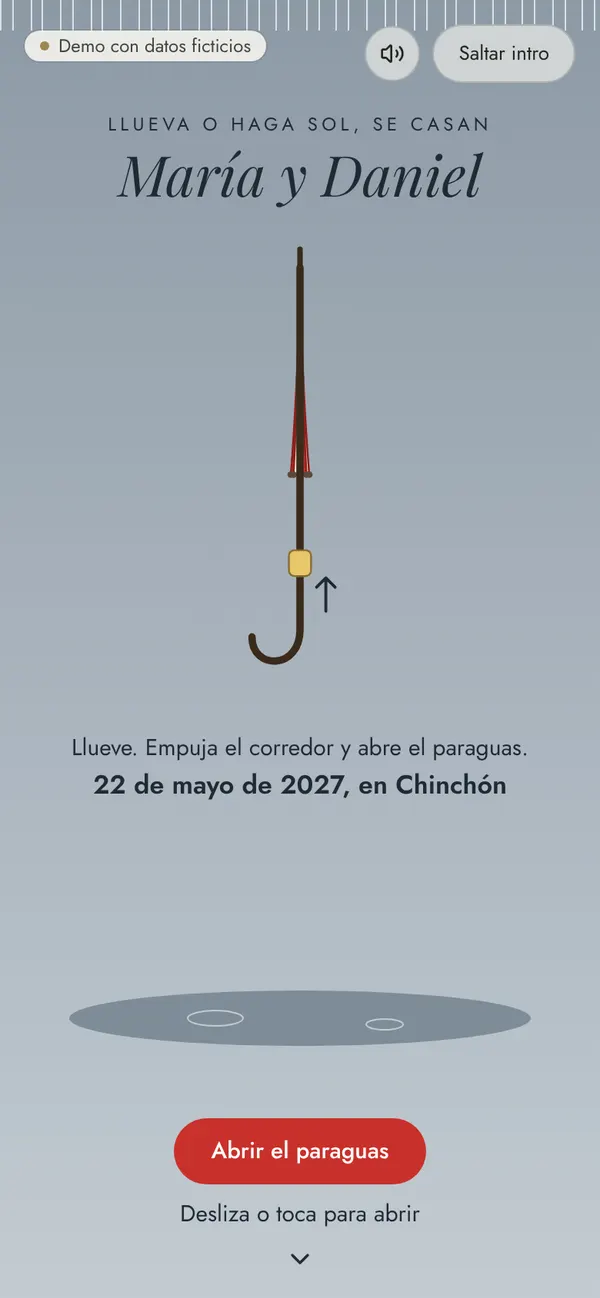 Demo con datos ficticios
Saltar intro
LLUEVA O HAGA SOL, SE CASAN
María y Daniel
Llueve. Empuja el corredor y abre el paraguas.
22 de mayo de 2027, en Chinchón
Abrir el paraguas
Desliza o toca para abrir